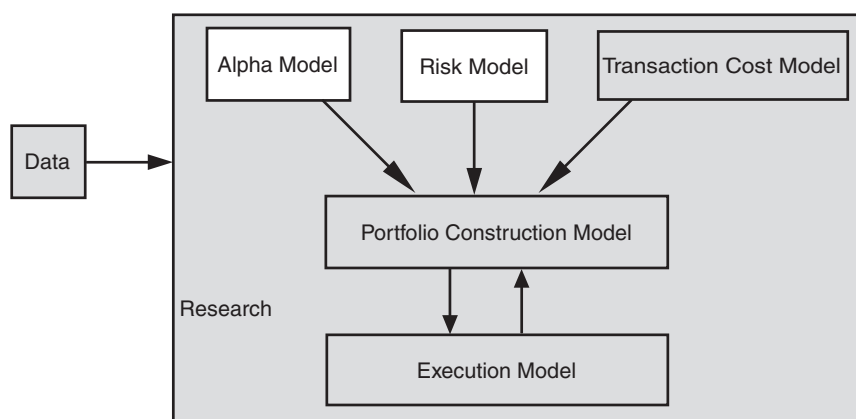 Alpha Model
Risk Model
Transaction Cost Model
Data
Portfolio Construction Model
Research
Execution Model